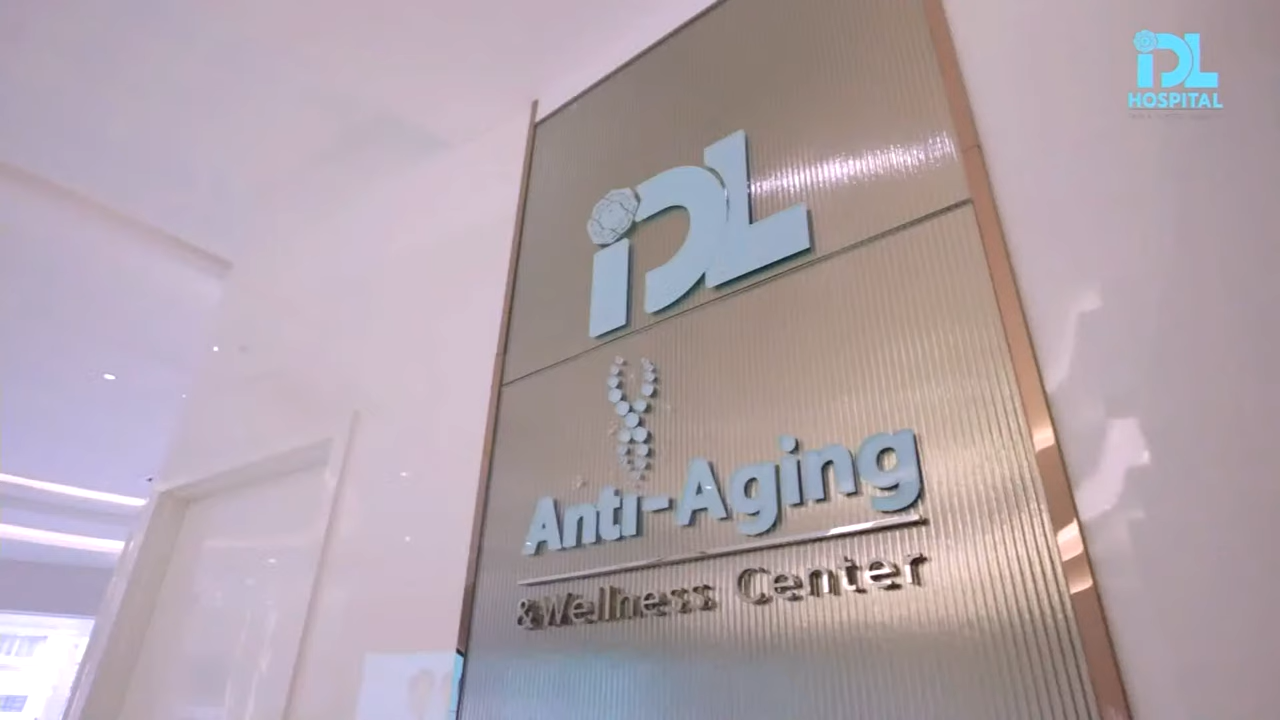 iDL
Anti-Aging
& Wellness Center
iDL
HOSPITAL